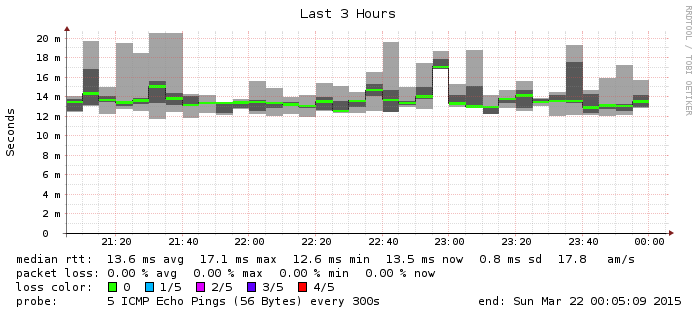 Last 3 Hours
RRDTOOL / TOBI OETIKER
Seconds
20 m
18 m
16 m
14 m
12 m
10 m
8 m
6 m
4 m
2 m
0
21:20 21:40 22:00 22:20 22:40 23:00 23:20 23:40 00:00
median rtt: 13.6 ms avg 17.1 ms max 12.6 ms min 13.5 ms now 0.8 ms sd 17.8 am/s
packet loss: 0.00 % avg 0.00 % max 0.00 % min 0.00 % now
loss color: 0 1/5 2/5 3/5 4/5
probe: 5 ICMP Echo Pings (56 Bytes) every 300s end: Sun Mar 22 00:05:09 2015